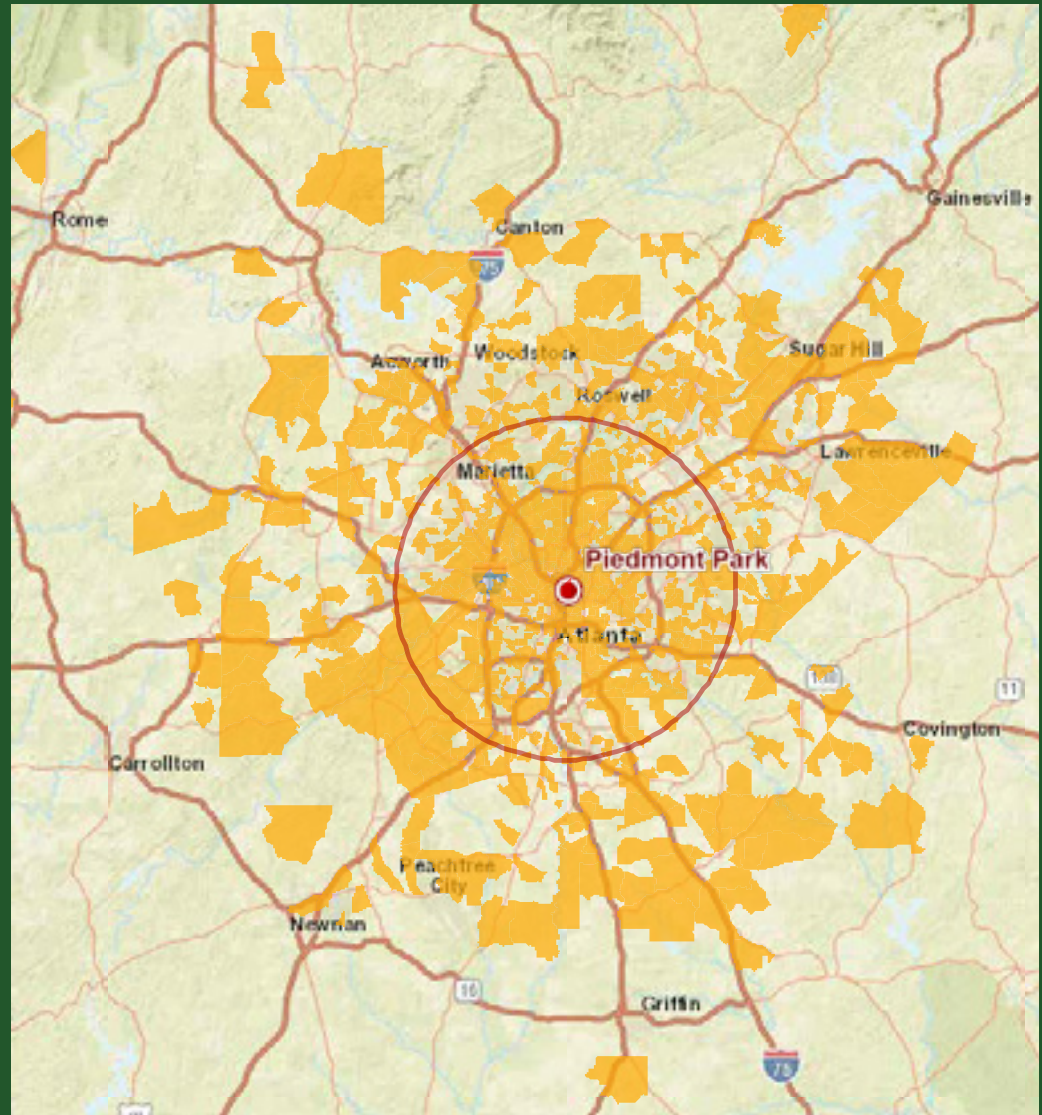 Gainesville
Rome
Canton
75
Sugar Hill
Acworth
Woodstock
Roswell
Lawrenceville
Marietta
Piedmont Park
Atlanta
11
Covington
Carrollton
Peachtree
City
Newnan
16
Griffin
75